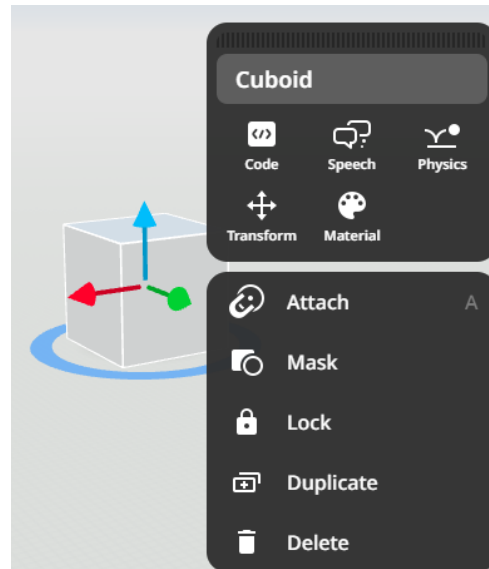 Cuboid
Code Speech Physics
Transform Material
Attach A
Mask
Lock
Duplicate
Delete